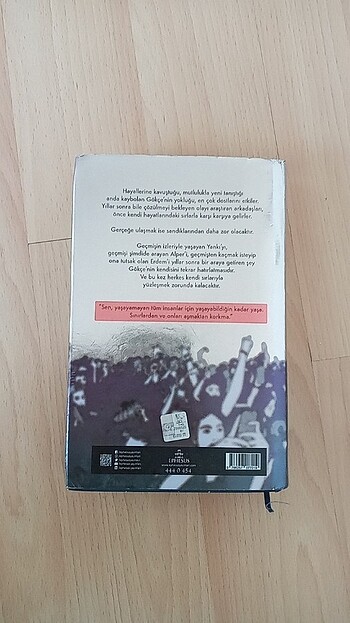 Hayallerine kavuştuğu, mutlulukla yeni tanıştığı
anda kaybolan Gökçe'nin yokluğu, en çok dostlarını etkiler.
Yıllar sonra bile çözülmeyi bekleyen olayı araştıran arkadaşları,
önce kendi hayatlarındaki sırlarla karşı karşıya gelirler.
Gerçeğe ulaşmak ise sandıklarından daha zor olacaktır.
Geçmişin izleriyle yaşayan Yankı'yı,
geçmişi şimdide arayan Alper'i, geçmişten kaçmak isteyip
ona tutsak olan Erdem'i yıllar sonra bir araya getiren şey
Gökçe'nin kendisini tekrar hatırlatmasıdır.
Ve bu kez herkes kendi sırlarıyla
yüzleşmek zorunda kalacaktır.
"Sen, yaşayamayan tüm insanlar için yaşayabildiğin kadar yaşa.
Sınırlardan ve onları aşmaktan korkma."
EPHESUS
444 0 454